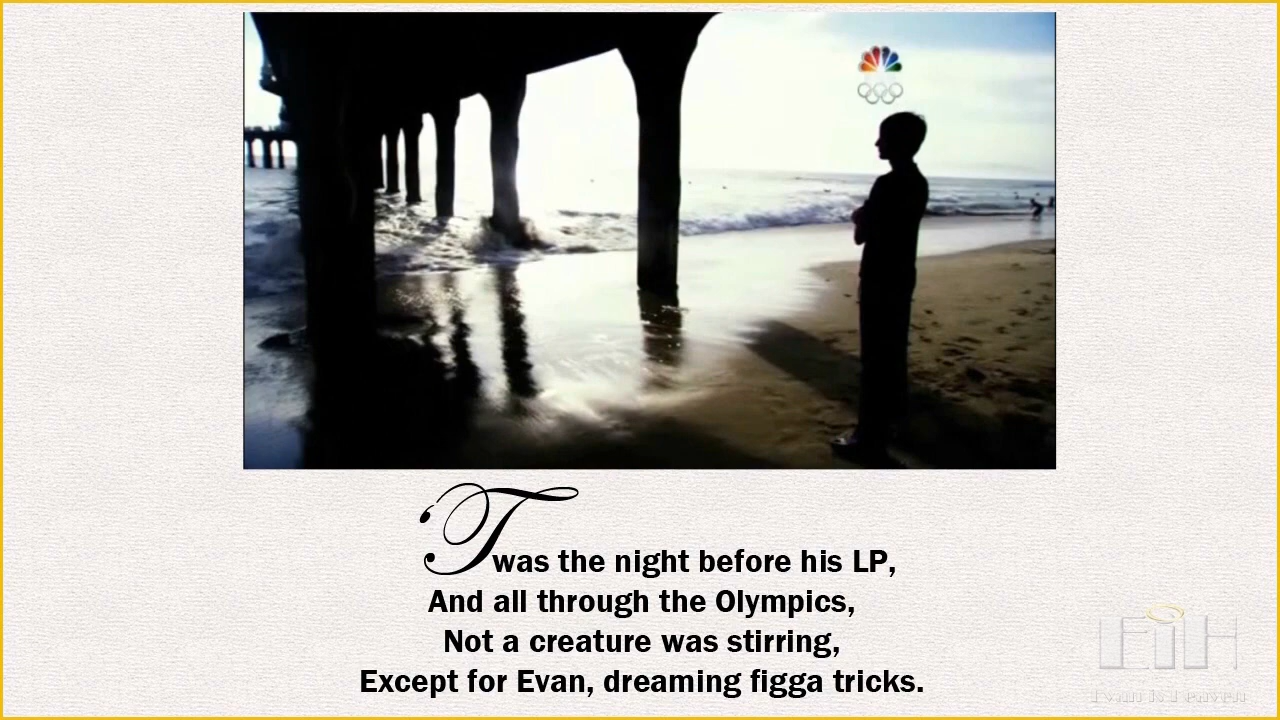 Twas the night before his LP,
And all through the Olympics,
Not a creature was stirring,
Except for Evan, dreaming figga tricks.
FiH